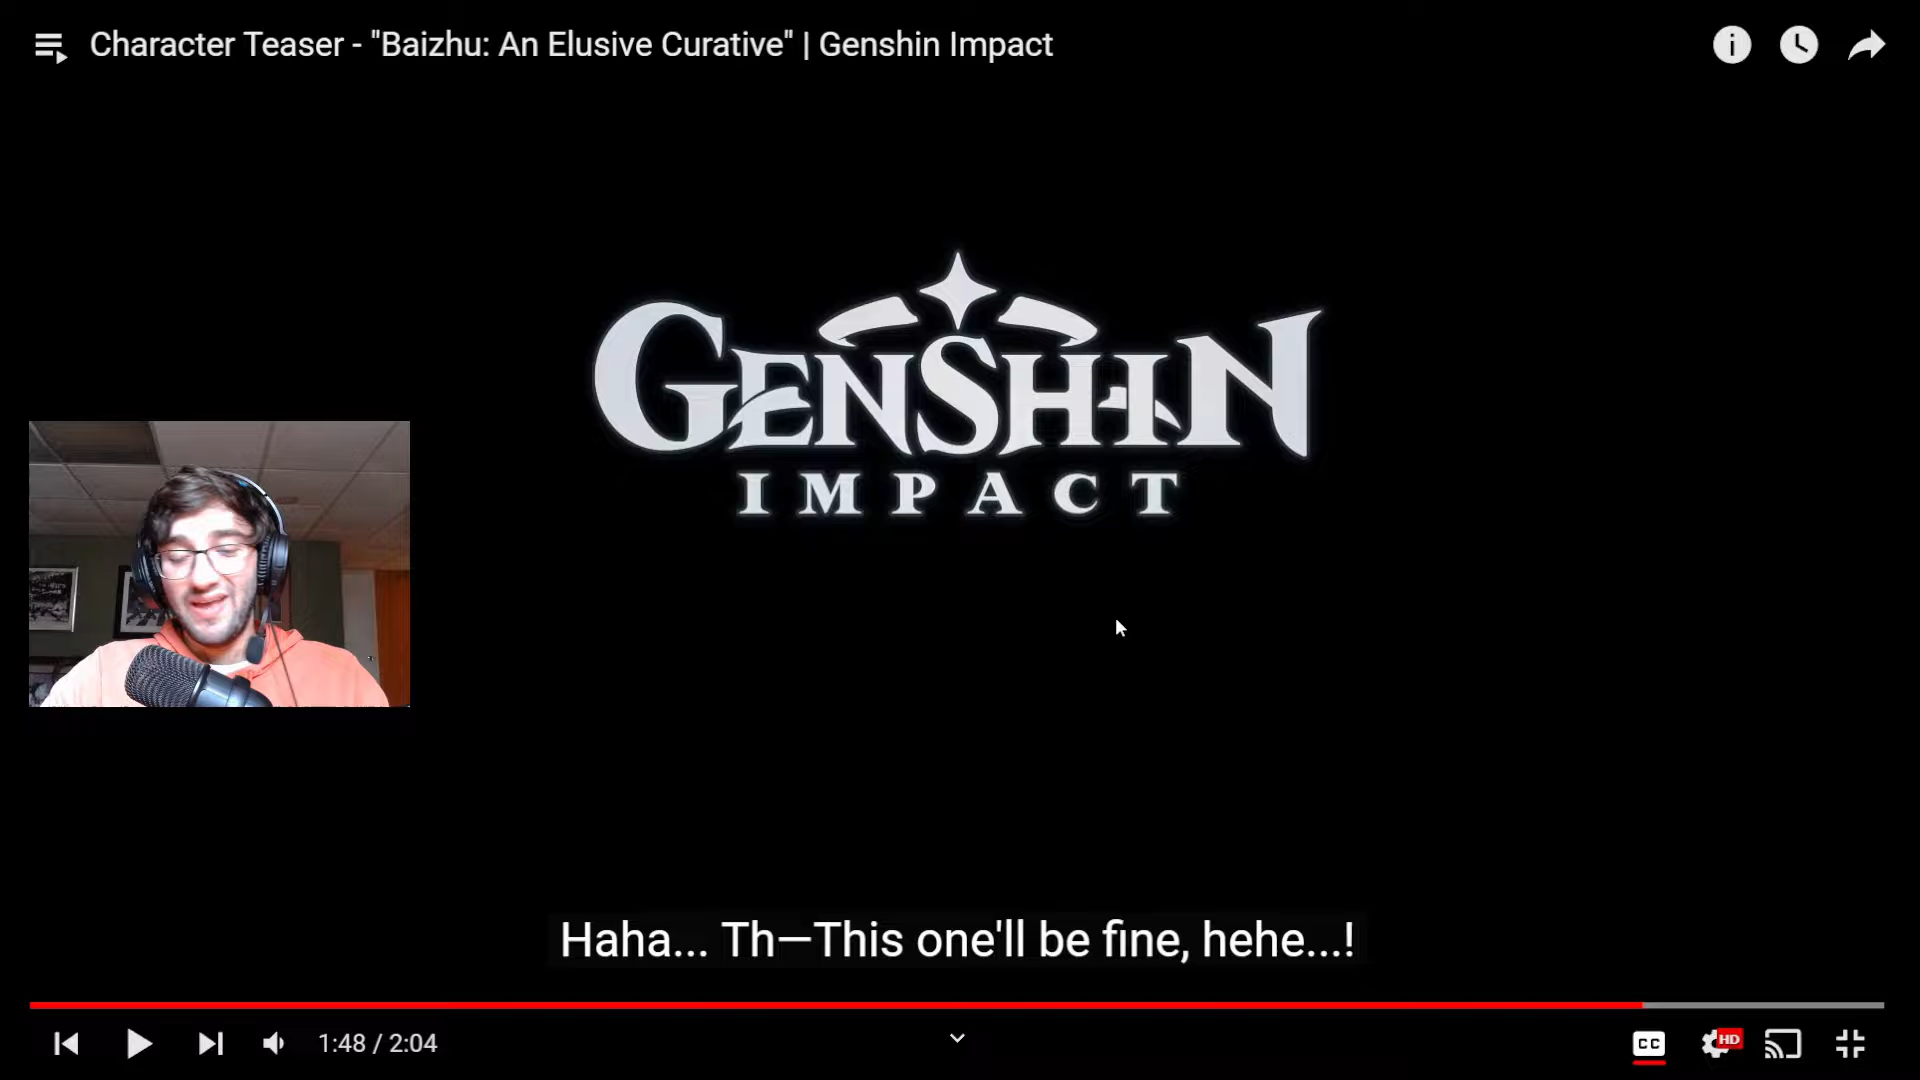 Character Teaser - "Baizhu: An Elusive Curative" | Genshin Impact
GENSHIN
IMPACT
Haha... Th—This one'll be fine, hehe...!
1:48 / 2:04
CC
HD